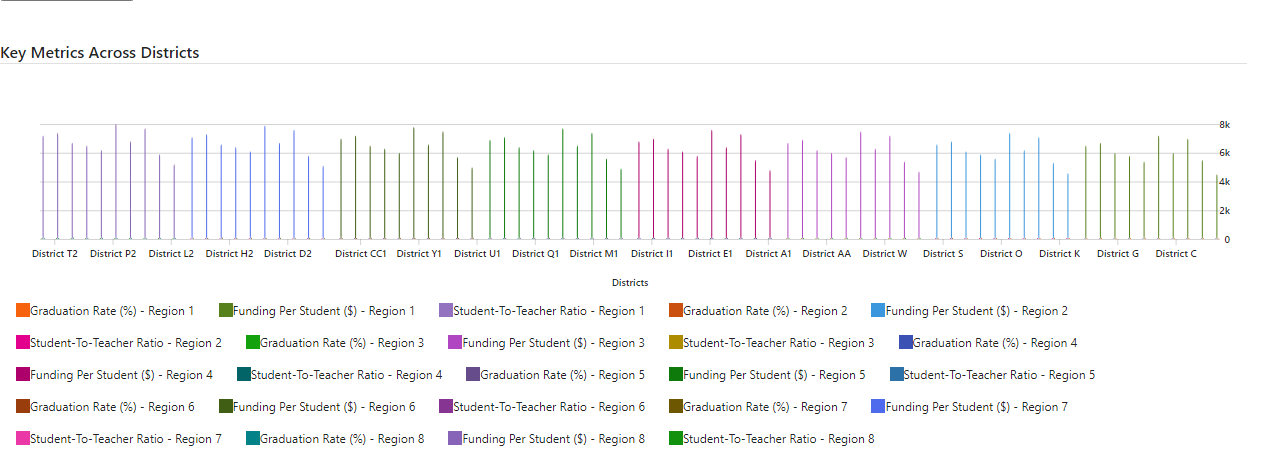 Key Metrics Across Districts
8k
6k
4k
2k
0
District T2 District P2 District L2 District H2 District D2 District CC1 District Y1 District U1 District Q1 District M1 District I1 District E1 District A1 District AA District W District S District O District K District G District C
Districts
Graduation Rate (%) - Region 1 Funding Per Student ($) - Region 1 Student-To-Teacher Ratio - Region 1 Graduation Rate (%) - Region 2 Funding Per Student ($) - Region 2
Student-To-Teacher Ratio - Region 2 Graduation Rate (%) - Region 3 Funding Per Student ($) - Region 3 Student-To-Teacher Ratio - Region 3 Graduation Rate (%) - Region 4
Funding Per Student ($) - Region 4 Student-To-Teacher Ratio - Region 4 Graduation Rate (%) - Region 5 Funding Per Student ($) - Region 5 Student-To-Teacher Ratio - Region 5
Graduation Rate (%) - Region 6 Funding Per Student ($) - Region 6 Student-To-Teacher Ratio - Region 6 Graduation Rate (%) - Region 7 Funding Per Student ($) - Region 7
Student-To-Teacher Ratio - Region 7 Graduation Rate (%) - Region 8 Funding Per Student ($) - Region 8 Student-To-Teacher Ratio - Region 8